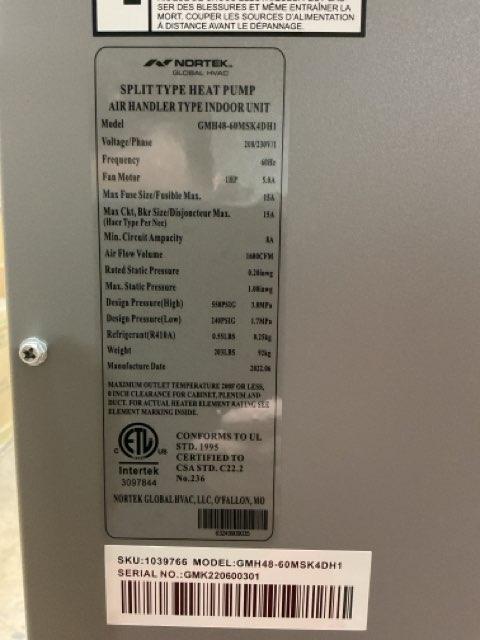 SER DES BLESSURES ET MÊME ENTRAÎNER LA
MORT. COUPER LES SOURCES D'ALIMENTATION
À DISTANCE AVANT LE DÉPANNAGE.
NORTEK
GLOBAL HVAC
SPLIT TYPE HEAT PUMP
AIR HANDLER TYPE INDOOR UNIT
Model GMH48-60MSK4DH1
Voltage/Phase 208/230V/1
Frequency 60Hz
Fan Motor 1HP 5.0A
Max Fuse Size/Fusible Max. 15A
Max Ckt, Bkr Size/Disjoncteur Max. 15A
(Hacr Type Per Nec)
Min. Circuit Ampacity 8A
Air Flow Volume 1600CFM
Rated Static Pressure 0.20inwg
Max. Static Pressure 1.00inwg
Design Pressure(High) 550PSIG 3.8MPa
Design Pressure(Low) 240PSIG 1.7MPa
Refrigerant(R410A) 0.55LBS 0.25kg
Weight 203LBS 92kg
Manufacture Date 2022.06
MAXIMUM OUTLET TEMPERATURE 200F OR LESS,
0 INCH CLEARANCE FOR CABINET, PLENUM AND
DUCT. FOR ACTUAL HEATER ELEMENT RATING SEE
ELEMENT MARKING INSIDE.
C ETL US
Intertek
3097844
CONFORMS TO UL
STD. 1995
CERTIFIED TO
CSA STD. C22.2
No.236
NORTEK GLOBAL HVAC, LLC, O'FALLON, MO
SKU:1039766 MODEL:GMH48-60MSK4DH1
SERIAL NO.:GMK220600301